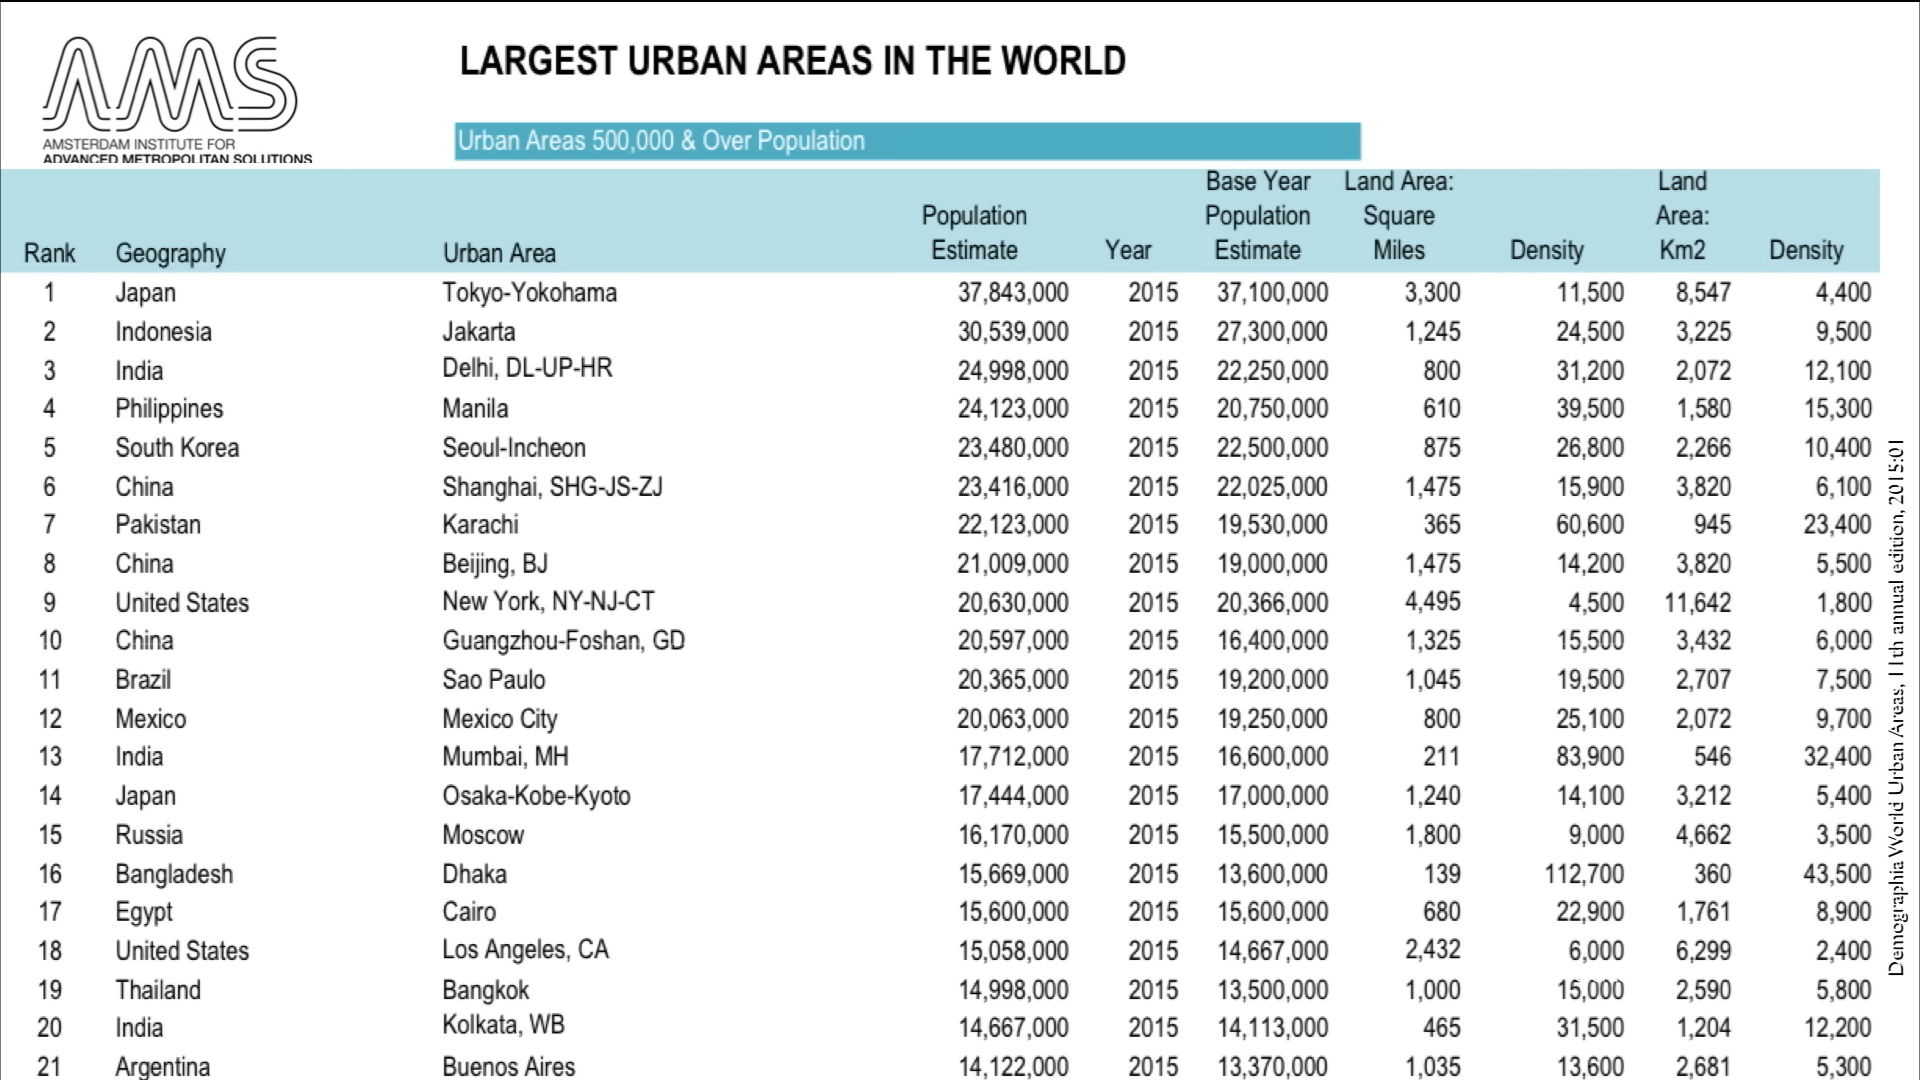 AMS
AMSTERDAM INSTITUTE FOR
ADVANCED METROPOLITAN SOLUTIONS
LARGEST URBAN AREAS IN THE WORLD
Urban Areas 500,000 & Over Population
Rank Geography Urban Area Population Estimate Year Base Year Population Estimate Land Area: Square Miles Density Land Area: Km2 Density
1 Japan Tokyo-Yokohama 37,843,000 2015 37,100,000 3,300 11,500 8,547 4,400
2 Indonesia Jakarta 30,539,000 2015 27,300,000 1,245 24,500 3,225 9,500
3 India Delhi, DL-UP-HR 24,998,000 2015 22,250,000 800 31,200 2,072 12,100
4 Philippines Manila 24,123,000 2015 20,750,000 610 39,500 1,580 15,300
5 South Korea Seoul-Incheon 23,480,000 2015 22,500,000 875 26,800 2,266 10,400
6 China Shanghai, SHG-JS-ZJ 23,416,000 2015 22,025,000 1,475 15,900 3,820 6,100
7 Pakistan Karachi 22,123,000 2015 19,530,000 365 60,600 945 23,400
8 China Beijing, BJ 21,009,000 2015 19,000,000 1,475 14,200 3,820 5,500
9 United States New York, NY-NJ-CT 20,630,000 2015 20,366,000 4,495 4,500 11,642 1,800
10 China Guangzhou-Foshan, GD 20,597,000 2015 16,400,000 1,325 15,500 3,432 6,000
11 Brazil Sao Paulo 20,365,000 2015 19,200,000 1,045 19,500 2,707 7,500
12 Mexico Mexico City 20,063,000 2015 19,250,000 800 25,100 2,072 9,700
13 India Mumbai, MH 17,712,000 2015 16,600,000 211 83,900 546 32,400
14 Japan Osaka-Kobe-Kyoto 17,444,000 2015 17,000,000 1,240 14,100 3,212 5,400
15 Russia Moscow 16,170,000 2015 15,500,000 1,800 9,000 4,662 3,500
16 Bangladesh Dhaka 15,669,000 2015 13,600,000 139 112,700 360 43,500
17 Egypt Cairo 15,600,000 2015 15,600,000 680 22,900 1,761 8,900
18 United States Los Angeles, CA 15,058,000 2015 14,667,000 2,432 6,000 6,299 2,400
19 Thailand Bangkok 14,998,000 2015 13,500,000 1,000 15,000 2,590 5,800
20 India Kolkata, WB 14,667,000 2015 14,113,000 465 31,500 1,204 12,200
21 Argentina Buenos Aires 14,122,000 2015 13,370,000 1,035 13,600 2,681 5,300
Demographia World Urban Areas, 11th annual edition, 2015:01